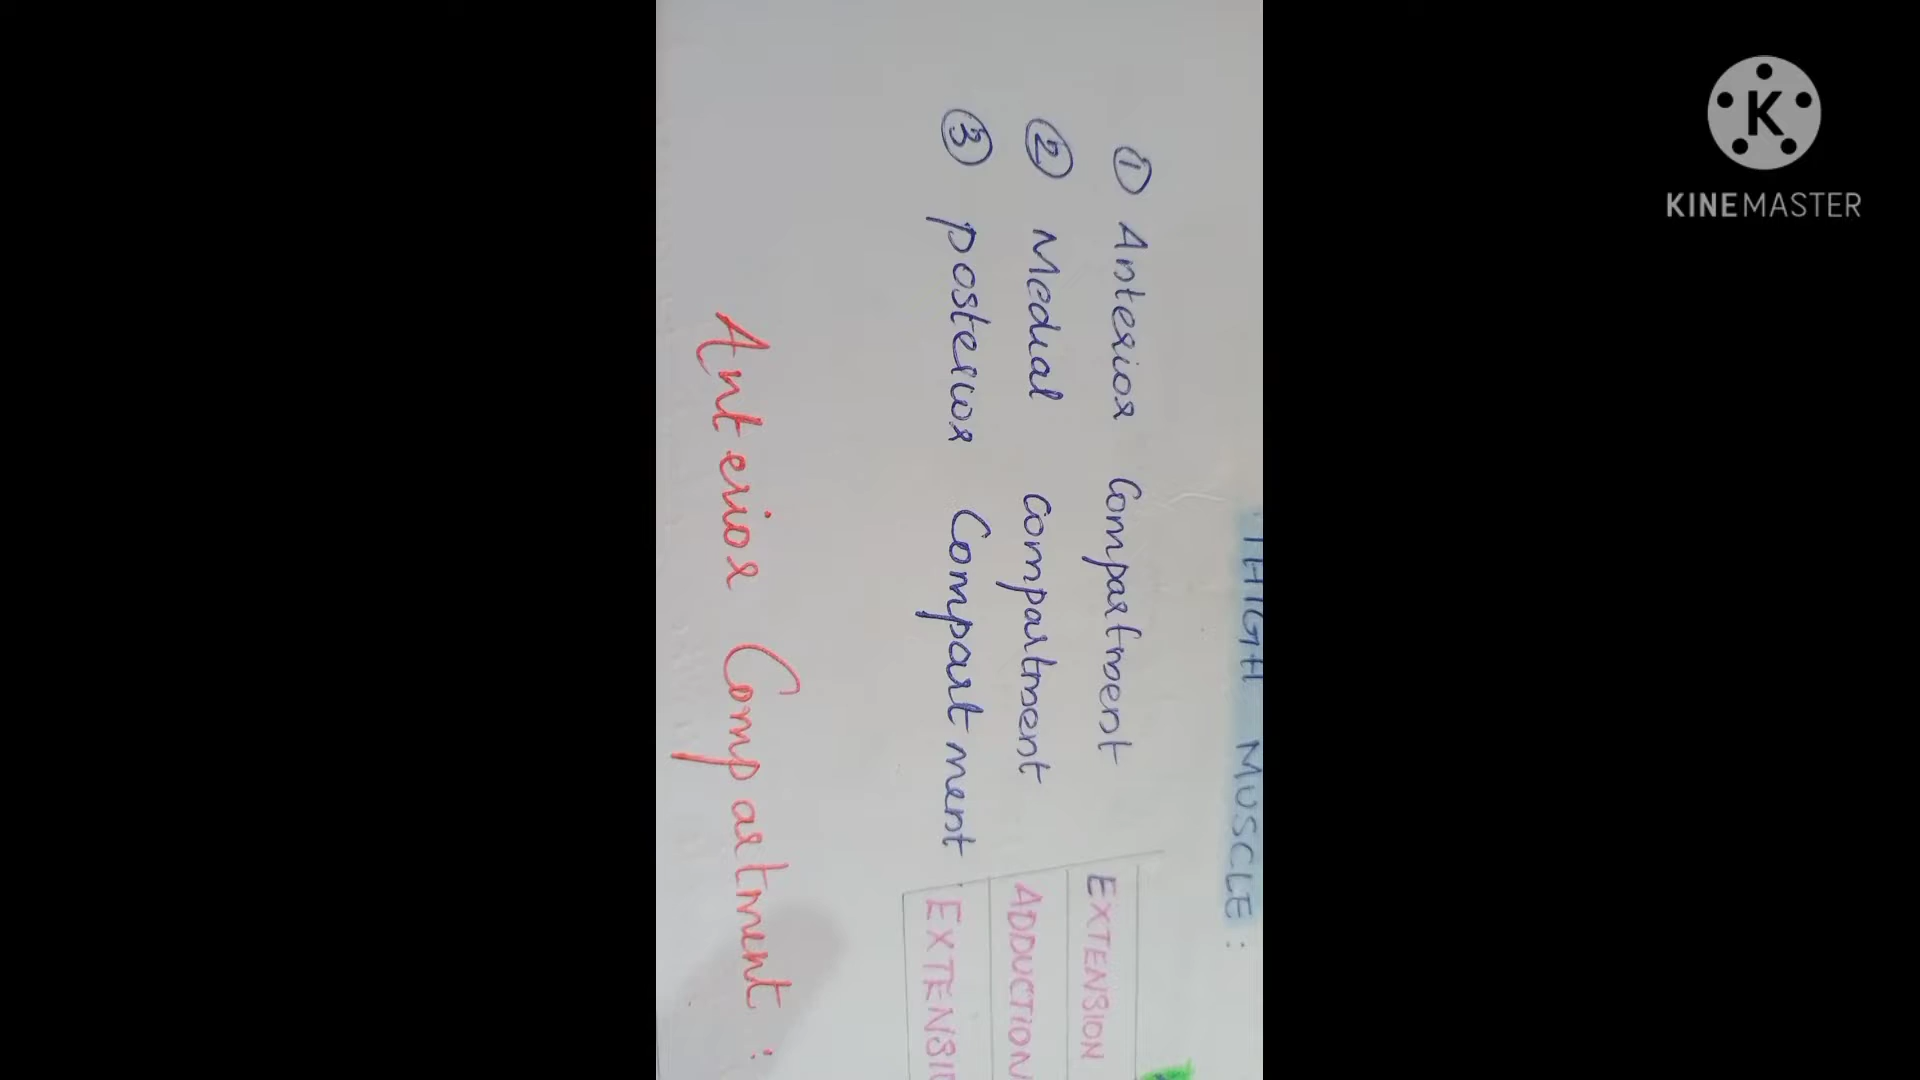 THIGH MUSCLE :
① Anterior Compartment EXTENSION
② Medial Compartment ADDUCTION
③ Posterior Compartment EXTENSI
Anterior Compartment :
K
KINEMASTER